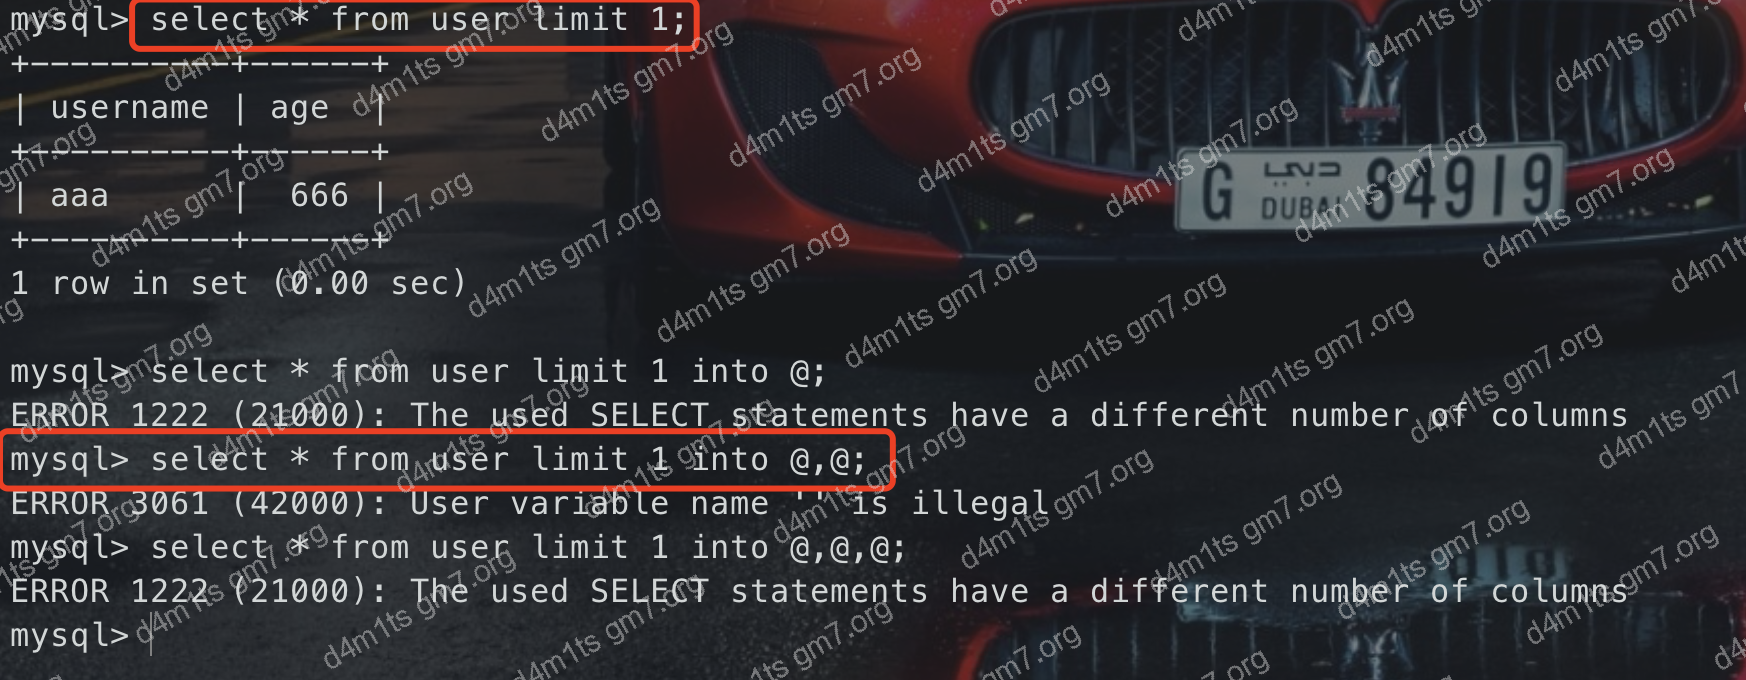 mysql> select * from user limit 1;
+----------+------+
| username | age  |
+----------+------+
| aaa      |  666 |
+----------+------+
1 row in set (0.00 sec)
mysql> select * from user limit 1 into @;
ERROR 1222 (21000): The used SELECT statements have a different number of columns
mysql> select * from user limit 1 into @,@;
ERROR 3061 (42000): User variable name '' is illegal
mysql> select * from user limit 1 into @,@,@;
ERROR 1222 (21000): The used SELECT statements have a different number of columns
mysql>
G دبي DUBAI 84919
d4m1ts gm7.org